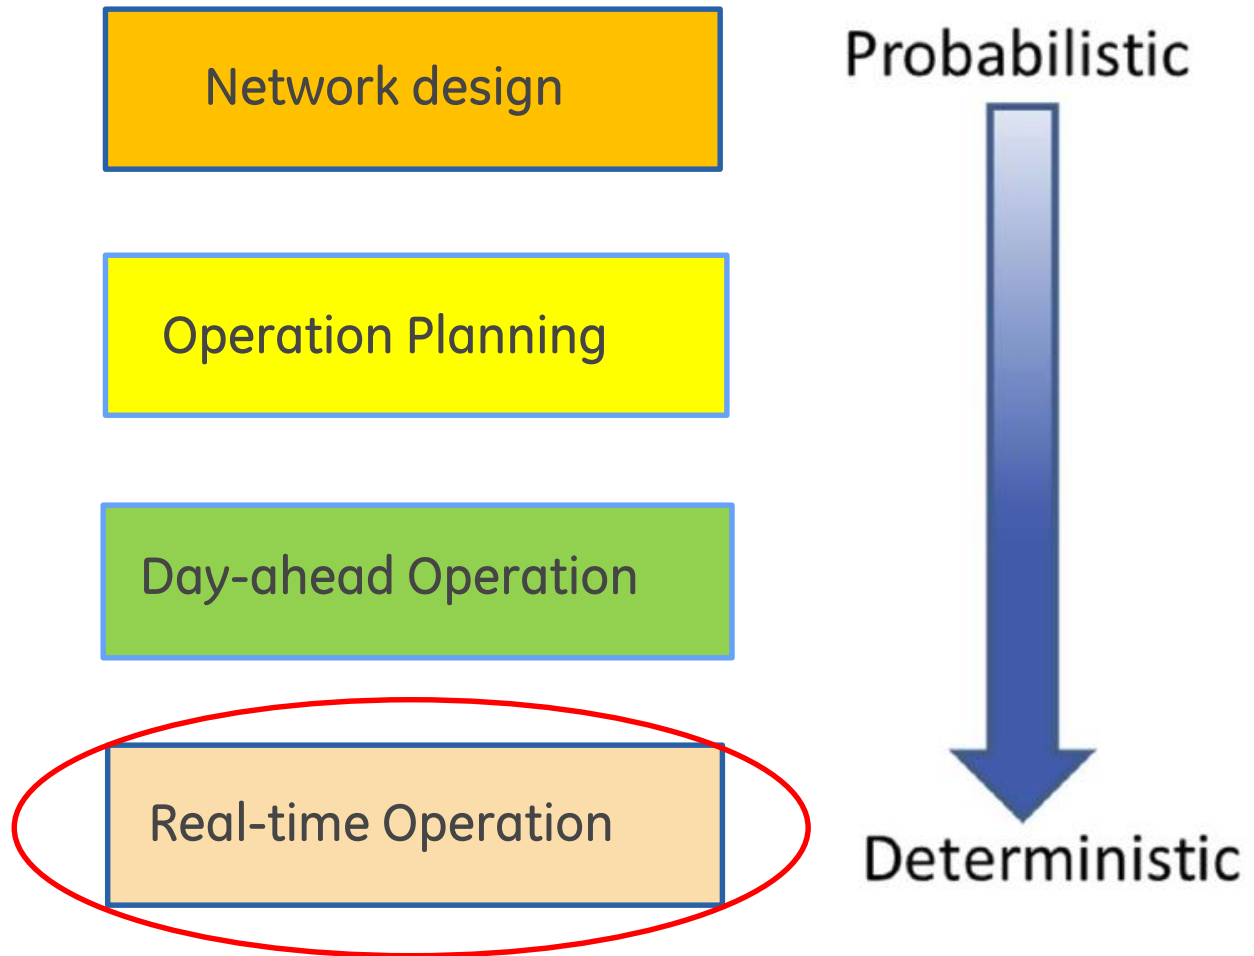 Network design
Probabilistic
Operation Planning
Day-ahead Operation
Real-time Operation
Deterministic